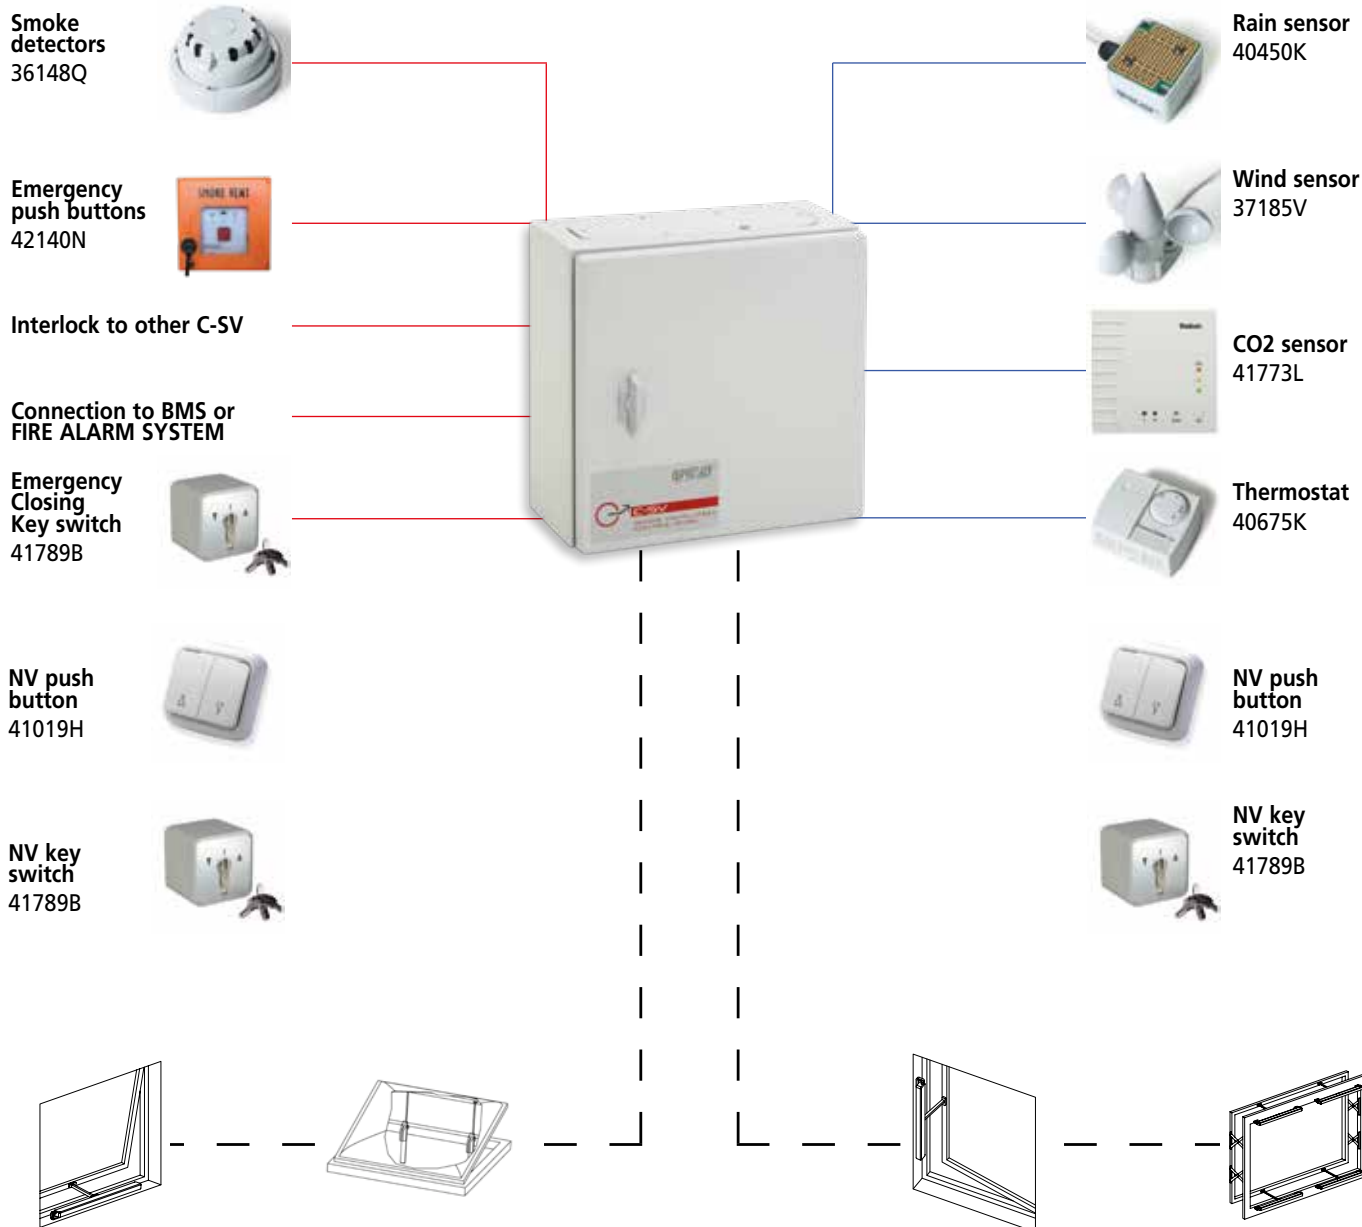 Smoke
detectors
36148Q
Emergency
push buttons
42140N
Interlock to other C-SV
Connection to BMS or
FIRE ALARM SYSTEM
Emergency
Closing
Key switch
41789B
NV push
button
41019H
NV key
switch
41789B
SMOKE VENT
C-SV
Rain sensor
40450K
Wind sensor
37185V
CO2 sensor
41773L
Thermostat
40675K
NV push
button
41019H
NV key
switch
41789B